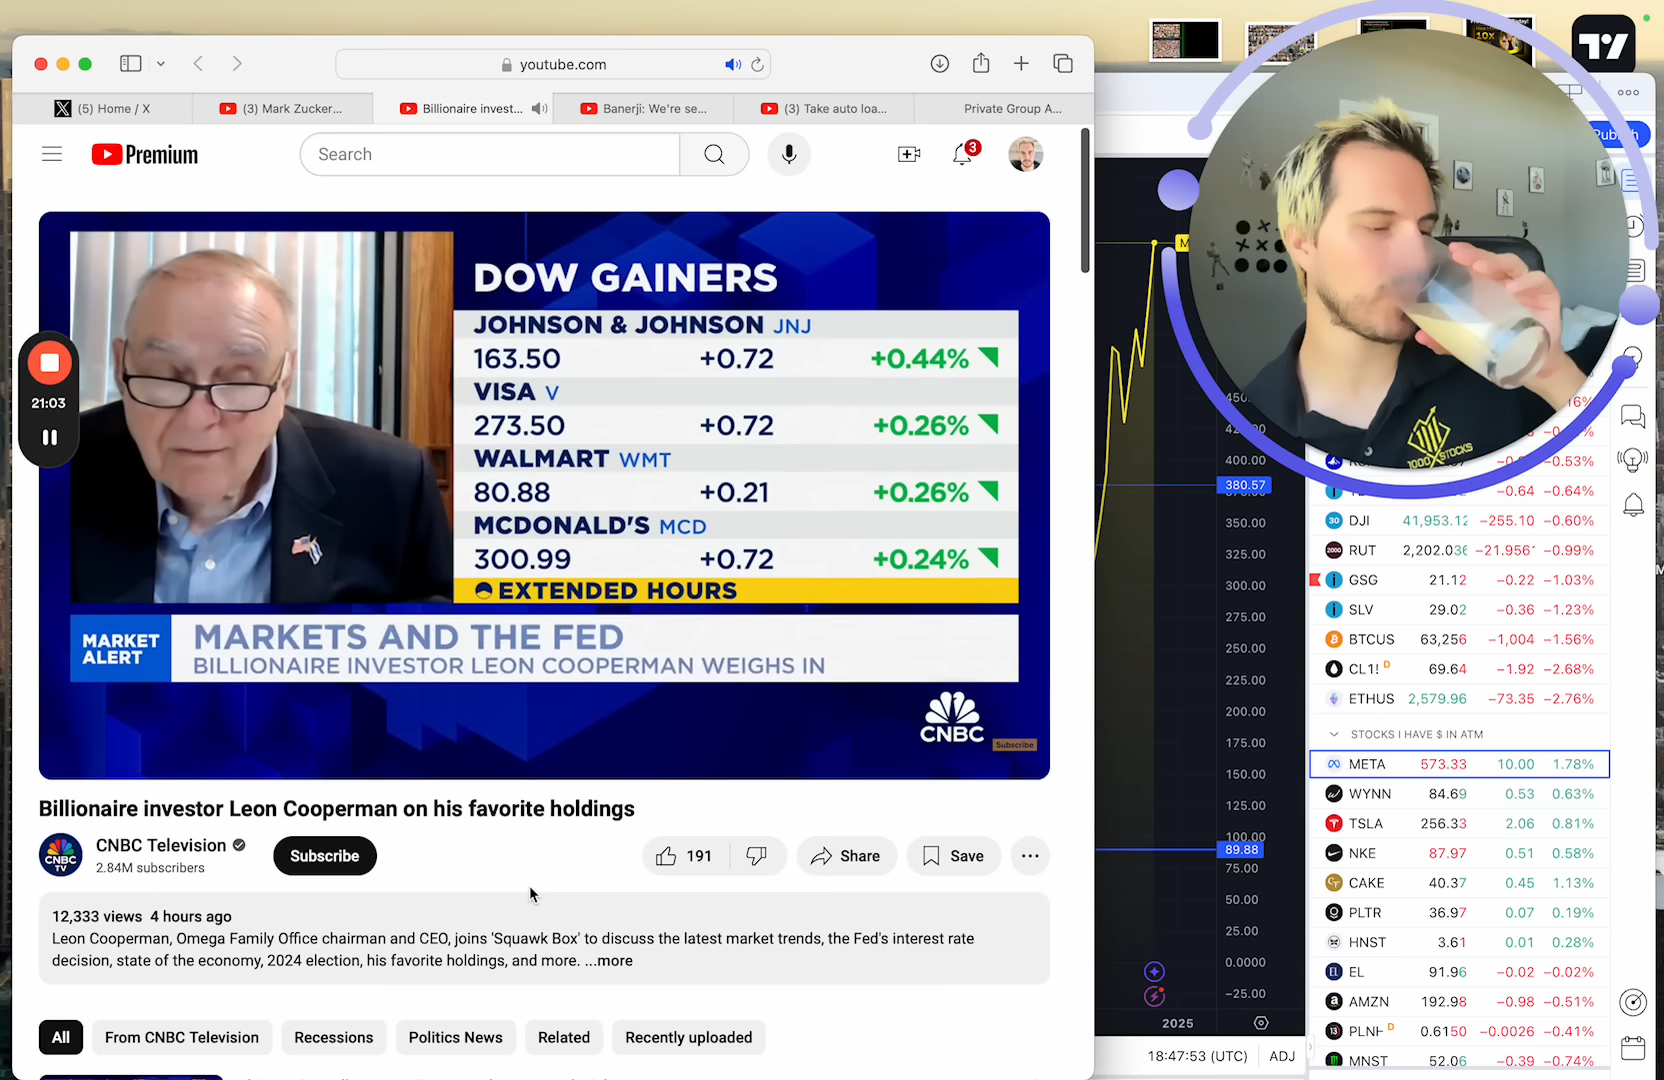 youtube.com
(5) Home / X
(3) Mark Zucker...
Billionaire invest...
Banerji: We're se...
(3) Take auto loa...
Private Group A...
Premium
Search
3
21:03
DOW GAINERS
JOHNSON & JOHNSON JNJ
163.50 +0.72 +0.44%
VISA V
273.50 +0.72 +0.26%
WALMART WMT
80.88 +0.21 +0.26%
MCDONALD'S MCD
300.99 +0.72 +0.24%
EXTENDED HOURS
MARKET
ALERT
MARKETS AND THE FED
BILLIONAIRE INVESTOR LEON COOPERMAN WEIGHS IN
CNBC
Subscribe
Billionaire investor Leon Cooperman on his favorite holdings
CNBC
TV
CNBC Television
2.84M subscribers
Subscribe
191
Share
Save
12,333 views 4 hours ago
Leon Cooperman, Omega Family Office chairman and CEO, joins 'Squawk Box' to discuss the latest market trends, the Fed's interest rate
decision, state of the economy, 2024 election, his favorite holdings, and more. ...more
All
From CNBC Television
Recessions
Politics News
Related
Recently uploaded
10X
1000XSTOCKS
400.00
380.57
350.00
325.00
300.00
275.00
250.00
225.00
200.00
175.00
150.00
125.00
100.00
89.88
75.00
50.00
25.00
0.0000
−25.00
2025
18:47:53 (UTC)
ADJ
−0.53%
−0.64 −0.64%
DJI 41,953.12 −255.10 −0.60%
RUT 2,202.036 −21.956 −0.99%
GSG 21.12 −0.22 −1.03%
SLV 29.02 −0.36 −1.23%
BTCUS 63,256 −1,004 −1.56%
CL1! D 69.64 −1.92 −2.68%
ETHUS 2,579.96 −73.35 −2.76%
STOCKS I HAVE $ IN ATM
META 573.33 10.00 1.78%
WYNN 84.69 0.53 0.63%
TSLA 256.33 2.06 0.81%
NKE 87.97 0.51 0.58%
CAKE 40.37 0.45 1.13%
PLTR 36.97 0.07 0.19%
HNST 3.61 0.01 0.28%
EL 91.96 −0.02 −0.02%
AMZN 192.98 −0.98 −0.51%
PLNF D 0.6150 −0.0026 −0.41%
MNST 52.06 −0.39 −0.74%